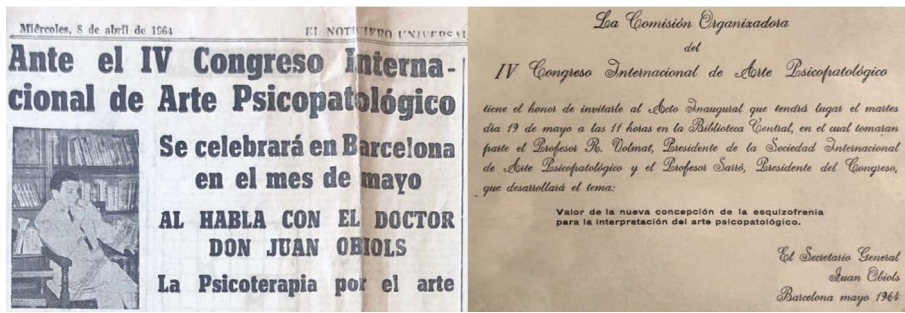 Miércoles, 8 de abril de 1964
EL NOTICIERO UNIVERSAL
Ante el IV Congreso Interna-
cional de Arte Psicopatológico
Se celebrará en Barcelona
en el mes de mayo
AL HABLA CON EL DOCTOR
DON JUAN OBIOLS
La Psicoterapia por el arte
La Comisión Organizadora
del
IV Congreso Internacional de Arte Psicopatológico
tiene el honor de invitarle al Acto Inaugural que tendrá lugar el martes
día 19 de mayo a las 11 horas en la Biblioteca Central, en el cual tomaran
parte el Profesor R. Volmat, Presidente de la Sociedad Internacional
de Arte Psicopatológico y el Profesor Sarró, Presidente del Congreso,
que desarrollará el tema:
Valor de la nueva concepción de la esquizofrenia
para la interpretación del arte psicopatológico.
El Secretario General
Juan Obiols
Barcelona mayo 1964